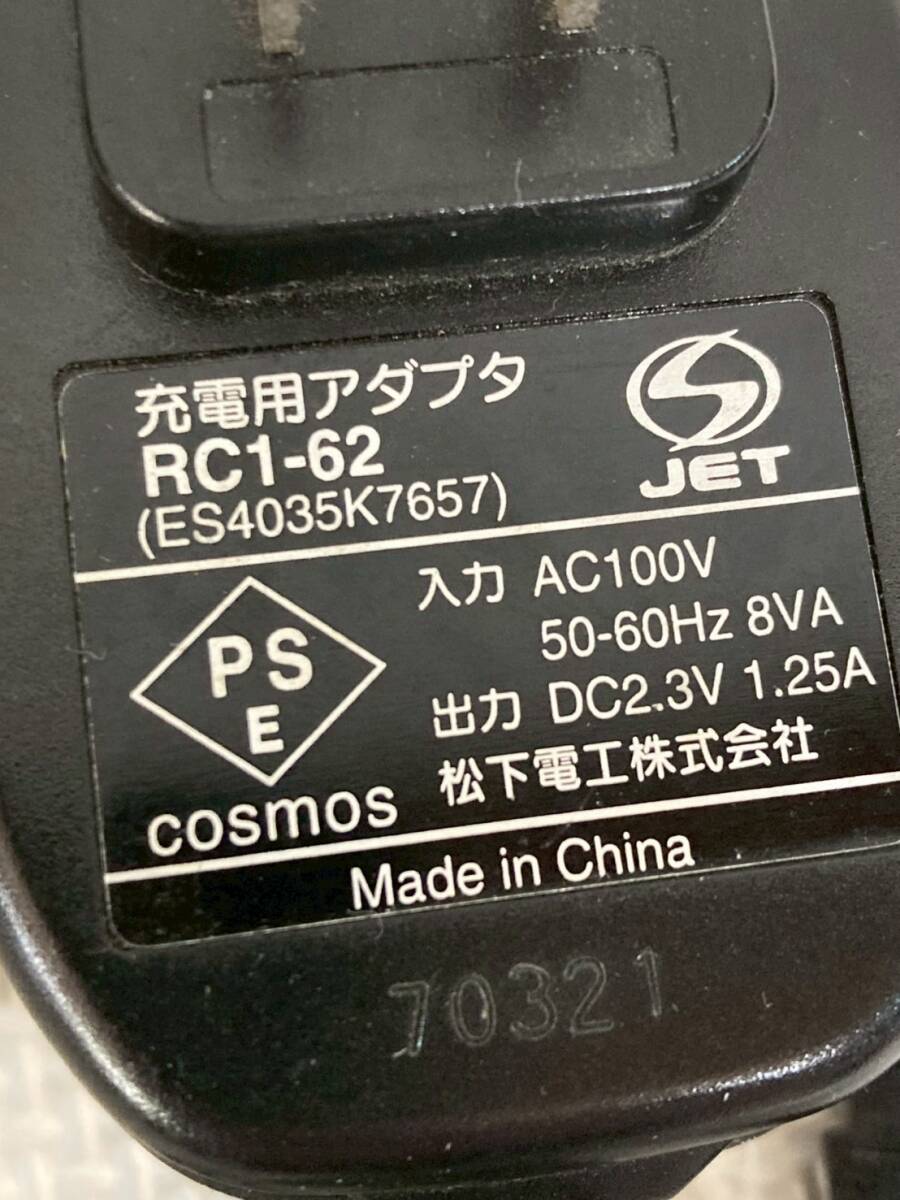 充電用アダプタ
RC1-62
(ES4035K7657)
JET
PS
E
cosmos
入力 AC100V
50-60Hz 8VA
出力 DC2.3V 1.25A
松下電工株式会社
Made in China
70321